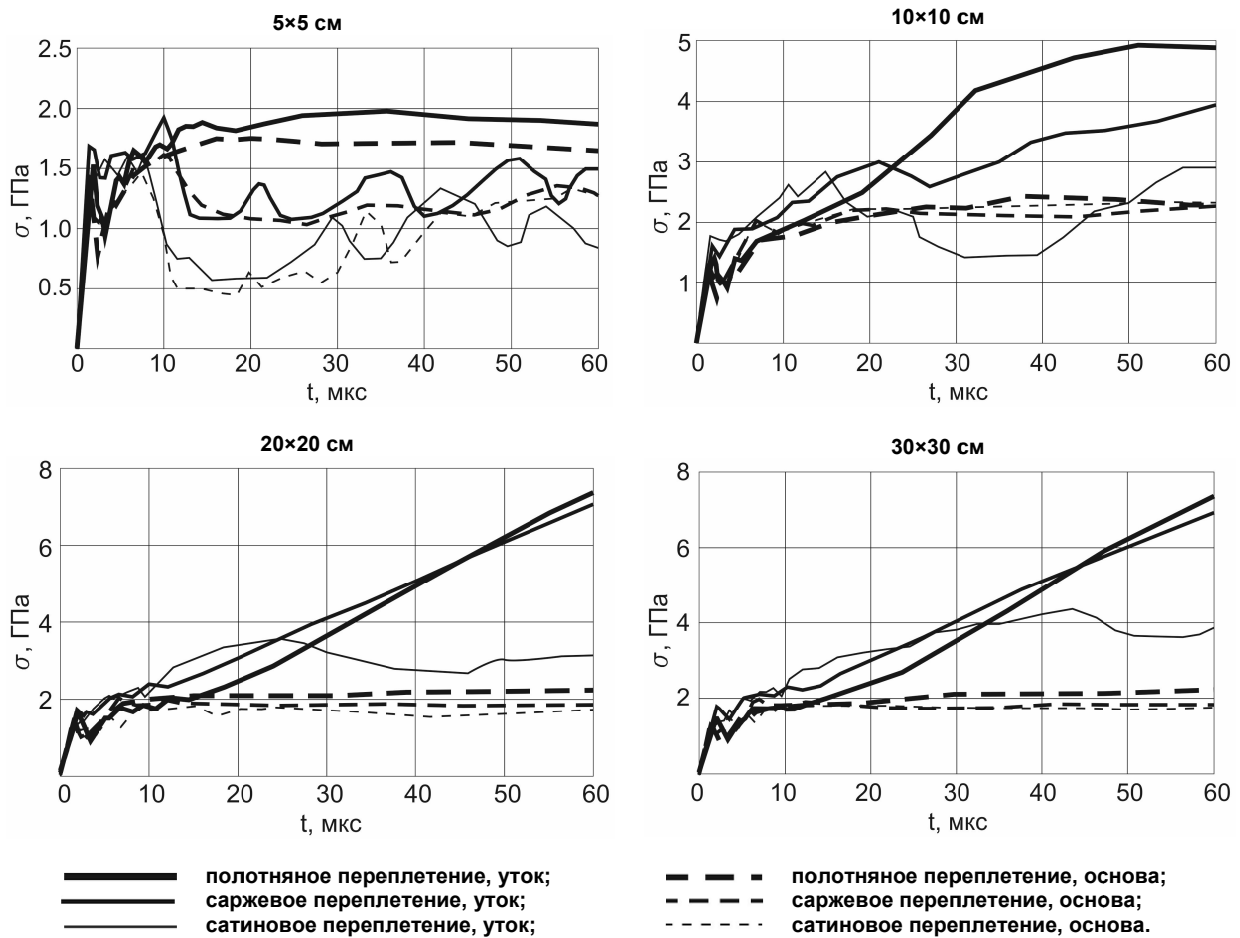 5×5 см
2.5
2.0
1.5
1.0
0.5
σ, ГПа
0 10 20 30 40 50 60
t, мкс
10×10 см
5
4
3
2
1
σ, ГПа
0 10 20 30 40 50 60
t, мкс
20×20 см
8
6
4
2
σ, ГПа
0 10 20 30 40 50 60
t, мкс
30×30 см
8
6
4
2
σ, ГПа
0 10 20 30 40 50 60
t, мкс
полотняное переплетение, уток;
саржевое переплетение, уток;
сатиновое переплетение, уток;
полотняное переплетение, основа;
саржевое переплетение, основа;
сатиновое переплетение, основа.